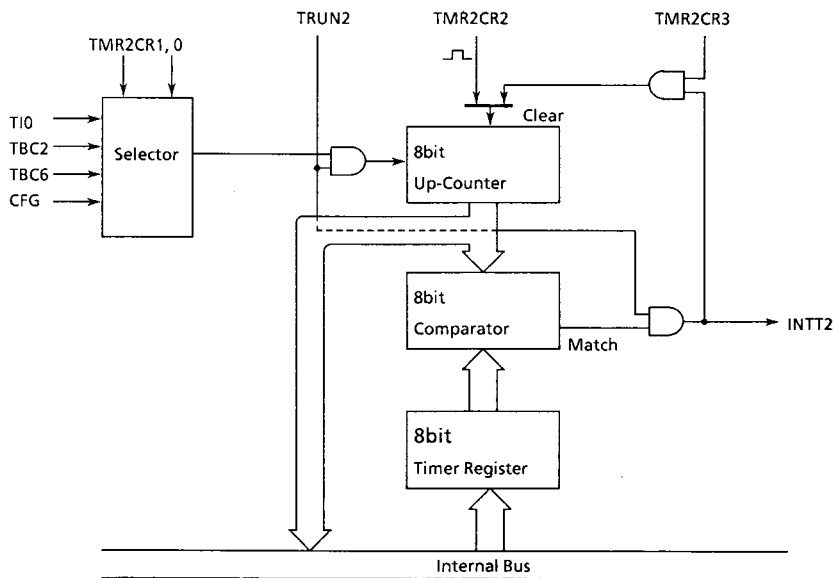 TRUN2
TMR2CR2
TMR2CR3
TMR2CR1, 0
TI0
TBC2
TBC6
CFG
Selector
Clear
8bit
Up-Counter
8bit
Comparator
Match
INTT2
8bit
Timer Register
Internal Bus